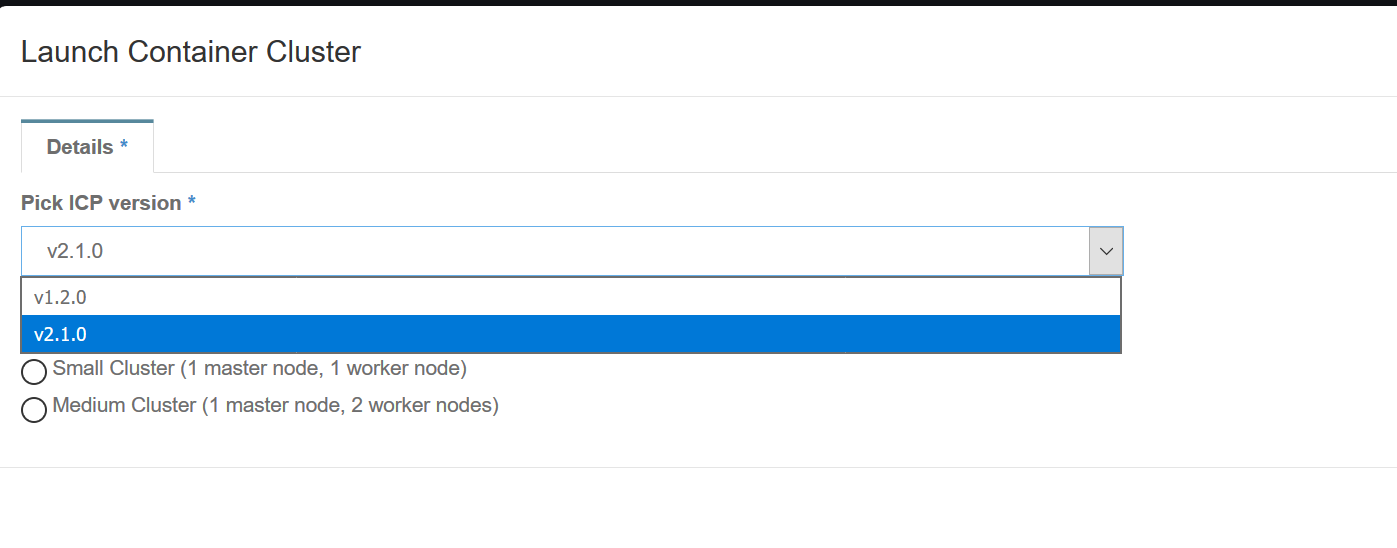 Launch Container Cluster
Details *
Pick ICP version *
v2.1.0
v1.2.0
v2.1.0
Small Cluster (1 master node, 1 worker node)
Medium Cluster (1 master node, 2 worker nodes)